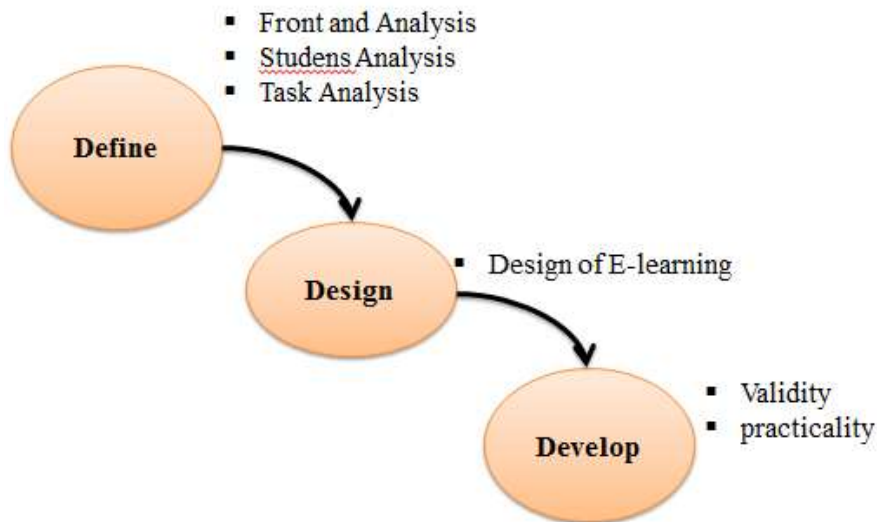 ▪ Front and Analysis
▪ Studens Analysis
▪ Task Analysis
Define
Design
▪ Design of E-learning
Develop
▪ Validity
▪ practicality